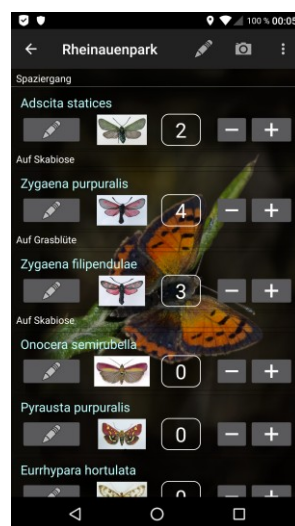 100 % 00:05
Rheinauenpark
Spaziergang
Adscita statices
2
Auf Skabiose
Zygaena purpuralis
4
Auf Grasblüte
Zygaena filipendulae
3
Auf Skabiose
Onocera semirubella
0
Pyrausta purpuralis
0
Eurrhypara hortulata
0